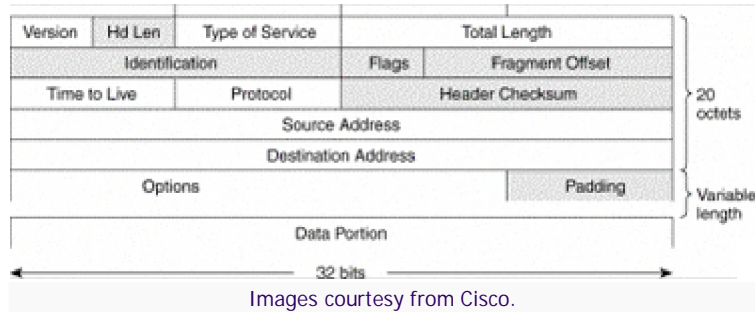 Version Hd Len Type of Service Total Length
Identification Flags Fragment Offset
Time to Live Protocol Header Checksum
20
octets
Source Address
Destination Address
Options Padding
Variable
length
Data Portion
32 bits
Images courtesy from Cisco.